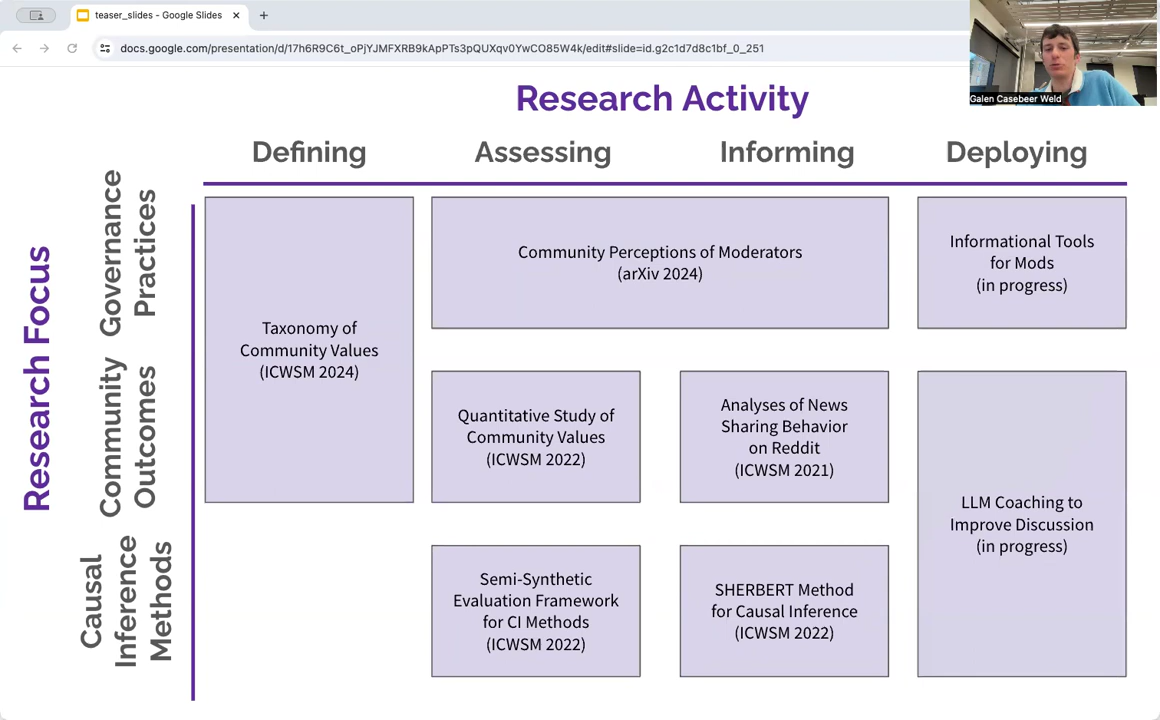 teaser_slides - Google Slides
docs.google.com/presentation/d/17h6R9C6t_oPjYJMFXRB9kApPTs3pQUXqv0YwCO85W4k/edit#slide=id.g2c1d7d8c1bf_0_251
Galen Casebeer Weld
Research Activity
Defining
Assessing
Informing
Deploying
Research Focus
Governance
Practices
Community
Outcomes
Causal
Inference
Methods
Taxonomy of
Community Values
(ICWSM 2024)
Community Perceptions of Moderators
(arXiv 2024)
Informational Tools
for Mods
(in progress)
Quantitative Study of
Community Values
(ICWSM 2022)
Analyses of News
Sharing Behavior
on Reddit
(ICWSM 2021)
LLM Coaching to
Improve Discussion
(in progress)
Semi-Synthetic
Evaluation Framework
for CI Methods
(ICWSM 2022)
SHERBERT Method
for Causal Inference
(ICWSM 2022)